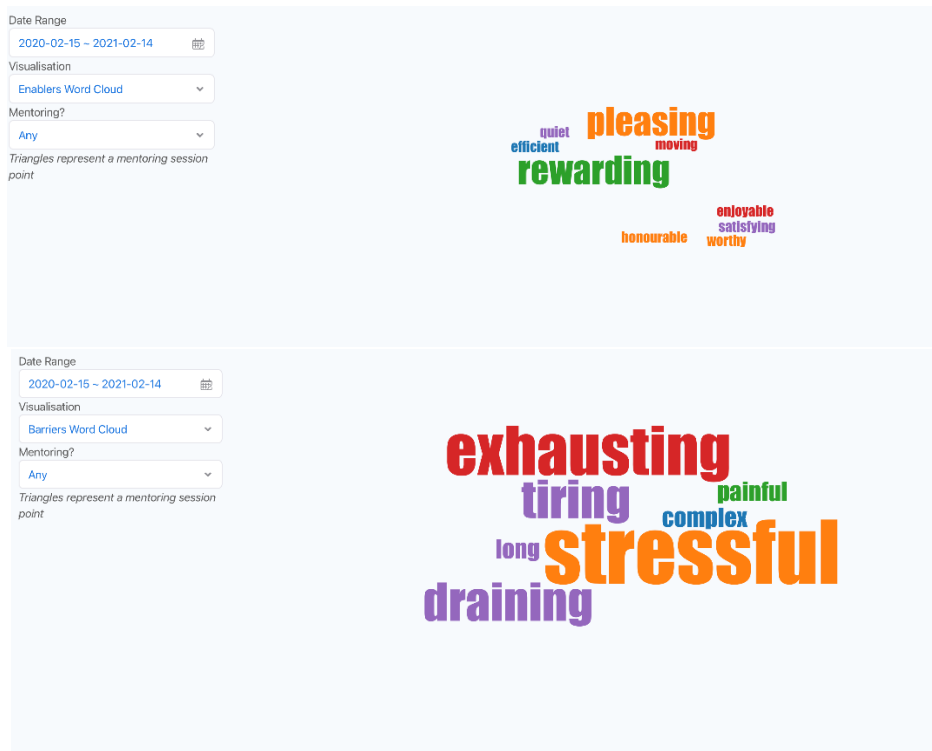 Date Range
2020-02-15 ~ 2021-02-14
Visualisation
Enablers Word Cloud
Mentoring?
Any
Triangles represent a mentoring session
point
pleasing
quiet
efficient
moving
rewarding
enjoyable
satisfying
honourable
worthy
Date Range
2020-02-15 ~ 2021-02-14
Visualisation
Barriers Word Cloud
Mentoring?
Any
Triangles represent a mentoring session
point
exhausting
tiring
painful
complex
long
stressful
draining